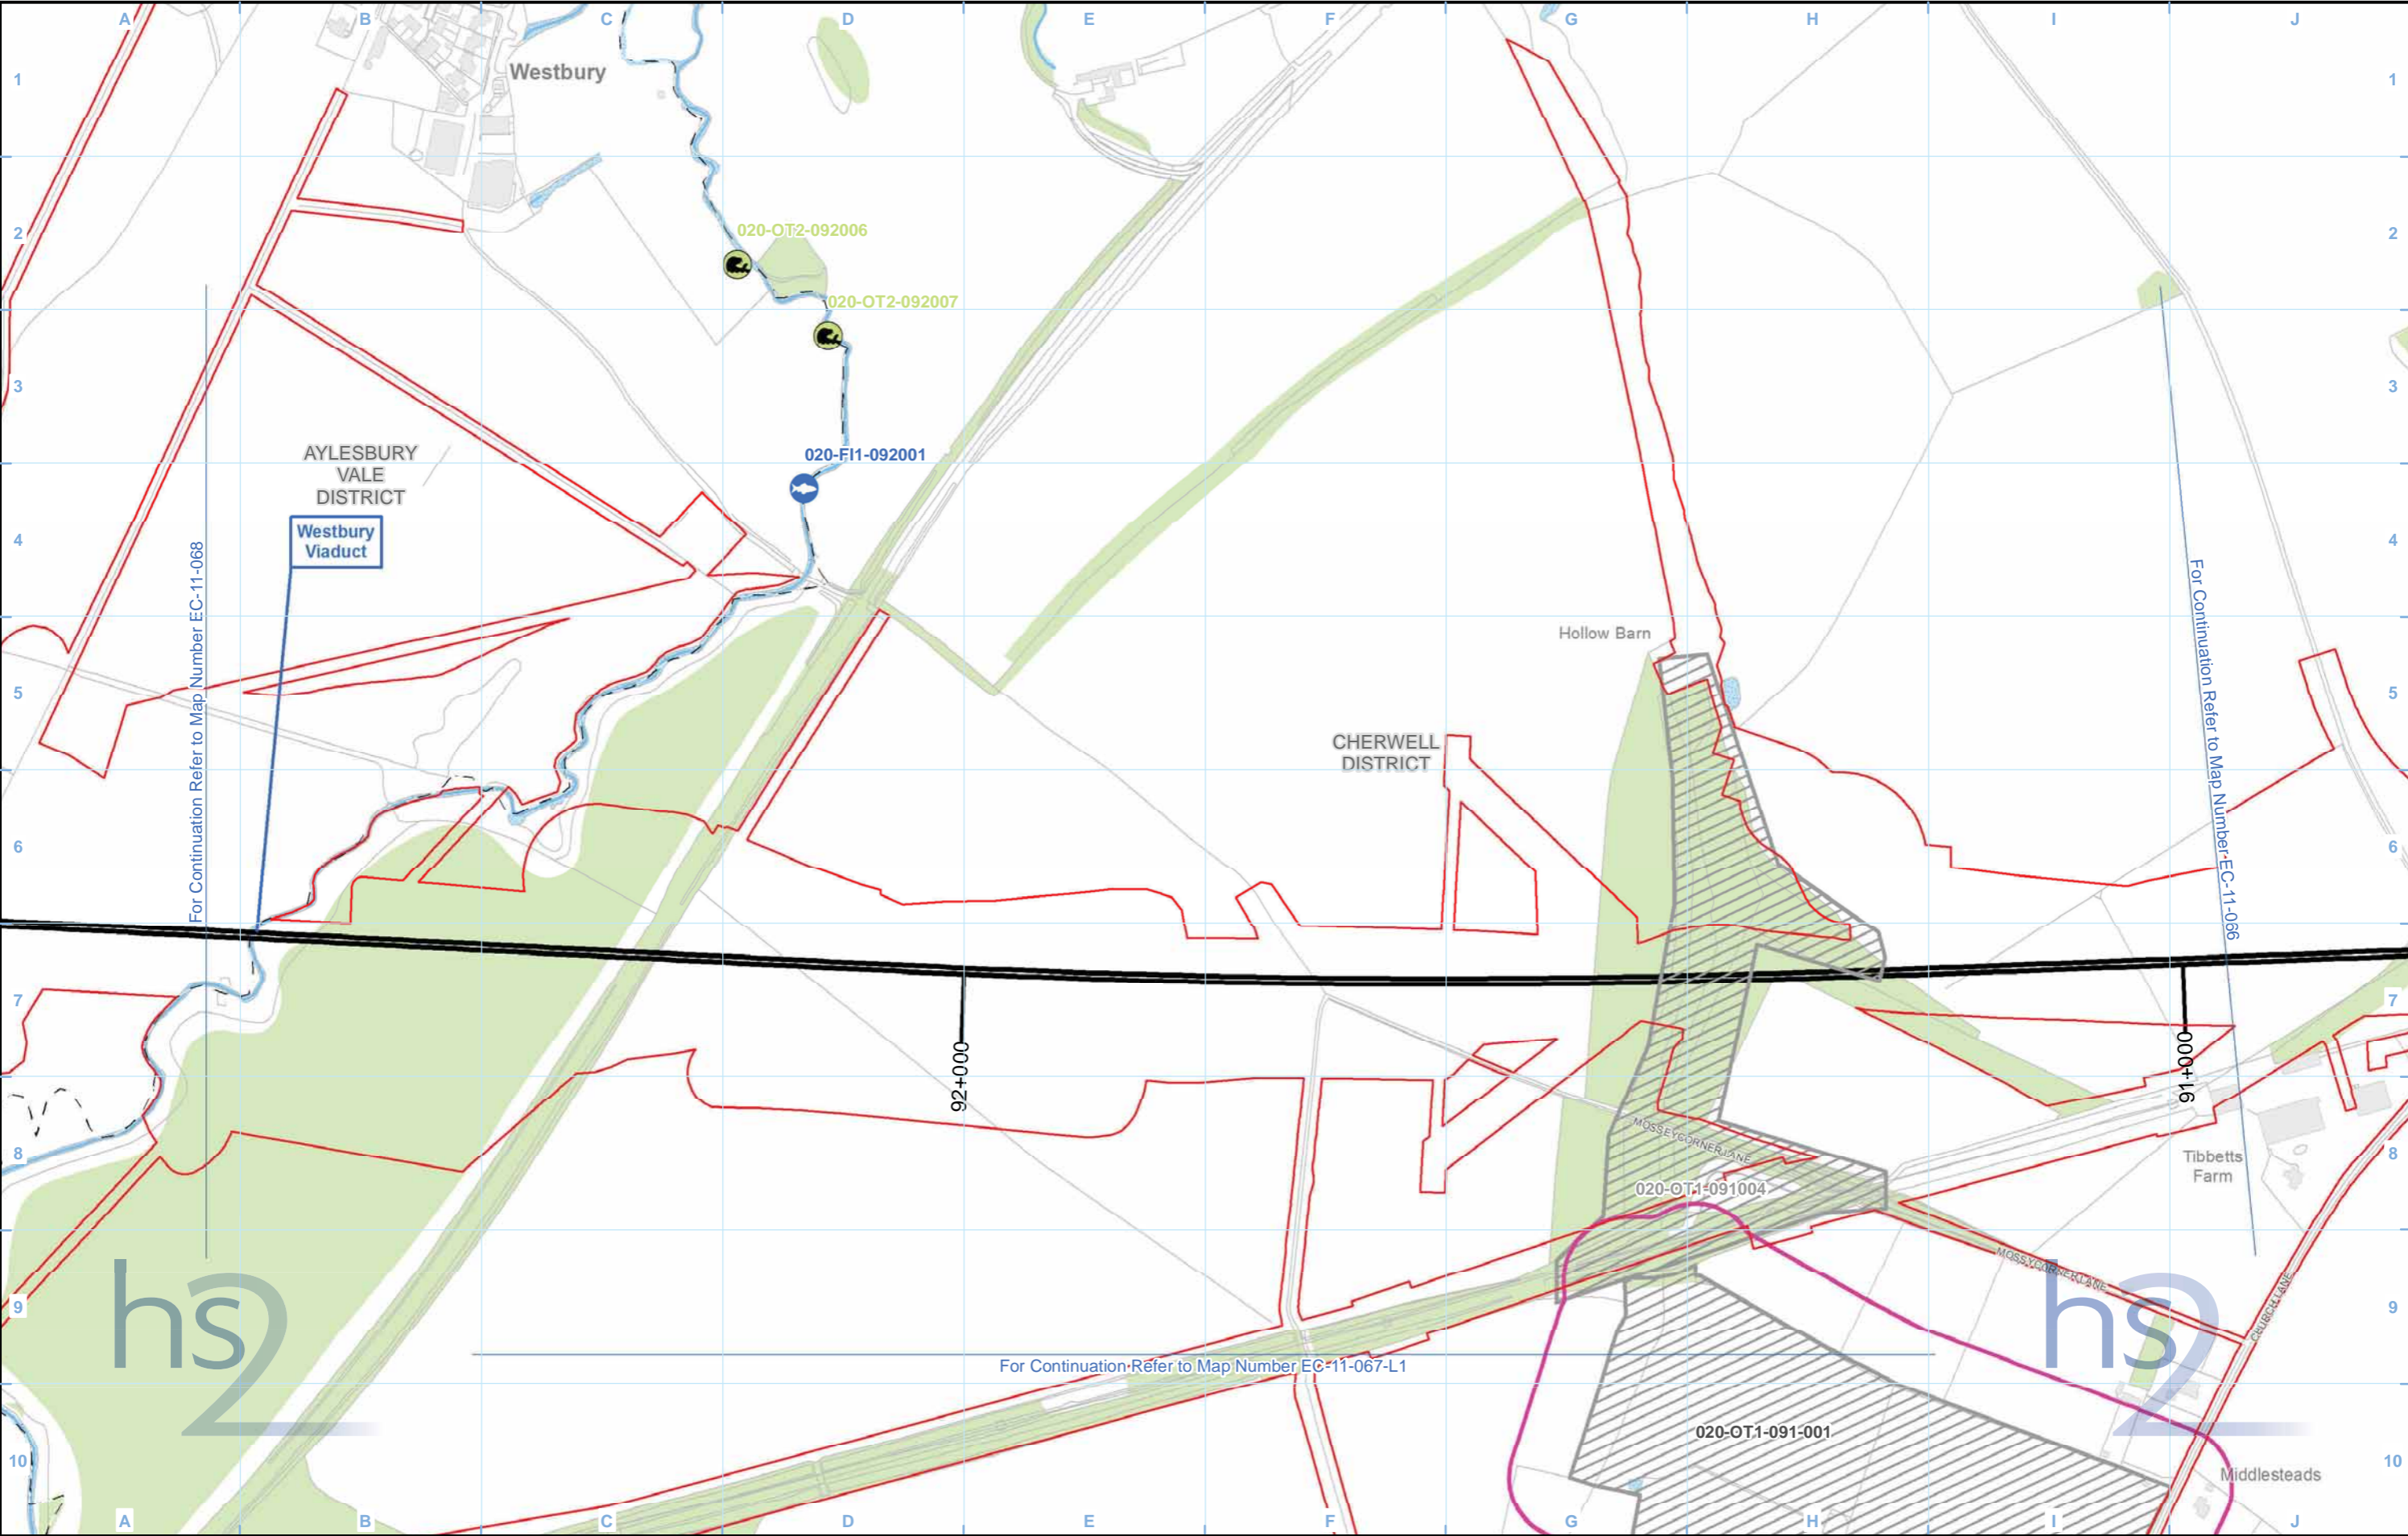 A B C D E F G H I J
1 1
Westbury
2 2
020-OT2-092006
020-OT2-092007
3 3
020-FI1-092001
AYLESBURY
VALE
DISTRICT
Westbury
Viaduct
4 4
For Continuation Refer to Map Number EC-11-068
For Continuation Refer to Map Number EC-11-066
Hollow Barn
5 5
CHERWELL
DISTRICT
6 6
7 7
92+000
91+000
MOSSEYCORNER LANE
8 8
Tibbetts
Farm
020-OT1-091004
MOSSYCORNER LANE
CHURCH LANE
9 9
hs2
hs2
For Continuation Refer to Map Number EC-11-067-L1
020-OT1-091-001
10 10
Middlesteads
A B C D E F G H I J